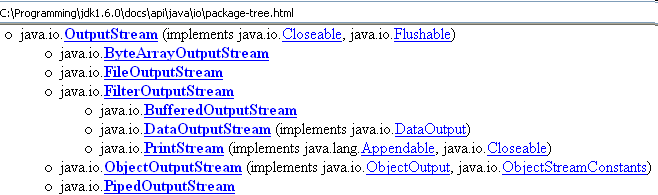 C:\Programming\jdk1.6.0\docs\api\java\io\package-tree.html
java.io.OutputStream (implements java.io.Closeable, java.io.Flushable)
java.io.ByteArrayOutputStream
java.io.FileOutputStream
java.io.FilterOutputStream
java.io.BufferedOutputStream
java.io.DataOutputStream (implements java.io.DataOutput)
java.io.PrintStream (implements java.lang.Appendable, java.io.Closeable)
java.io.ObjectOutputStream (implements java.io.ObjectOutput, java.io.ObjectStreamConstants)
java.io.PipedOutputStream